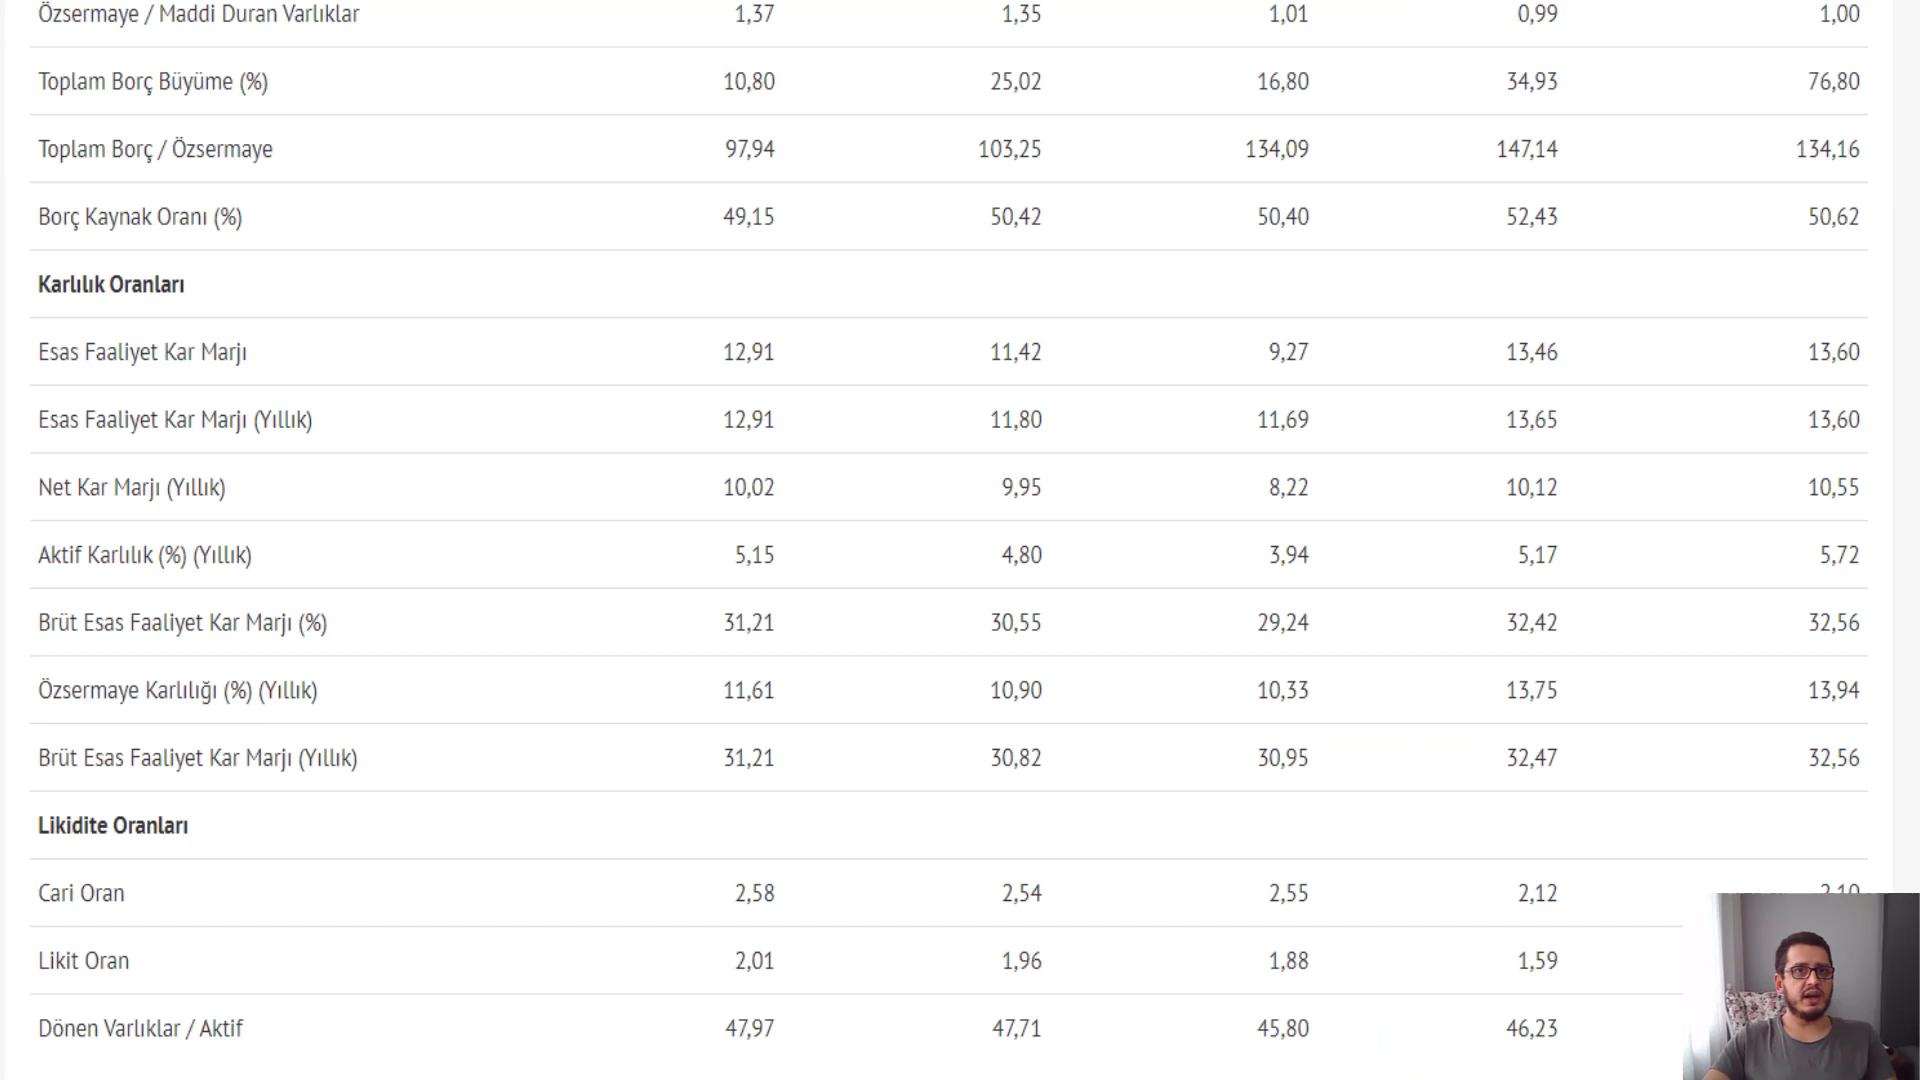 Özsermaye / Maddi Duran Varlıklar 1,37 1,35 1,01 0,99 1,00
Toplam Borç Büyüme (%) 10,80 25,02 16,80 34,93 76,80
Toplam Borç / Özsermaye 97,94 103,25 134,09 147,14 134,16
Borç Kaynak Oranı (%) 49,15 50,42 50,40 52,43 50,62
Karlılık Oranları
Esas Faaliyet Kar Marjı 12,91 11,42 9,27 13,46 13,60
Esas Faaliyet Kar Marjı (Yıllık) 12,91 11,80 11,69 13,65 13,60
Net Kar Marjı (Yıllık) 10,02 9,95 8,22 10,12 10,55
Aktif Karlılık (%) (Yıllık) 5,15 4,80 3,94 5,17 5,72
Brüt Esas Faaliyet Kar Marjı (%) 31,21 30,55 29,24 32,42 32,56
Özsermaye Karlılığı (%) (Yıllık) 11,61 10,90 10,33 13,75 13,94
Brüt Esas Faaliyet Kar Marjı (Yıllık) 31,21 30,82 30,95 32,47 32,56
Likidite Oranları
Cari Oran 2,58 2,54 2,55 2,12
Likit Oran 2,01 1,96 1,88 1,59
Dönen Varlıklar / Aktif 47,97 47,71 45,80 46,23